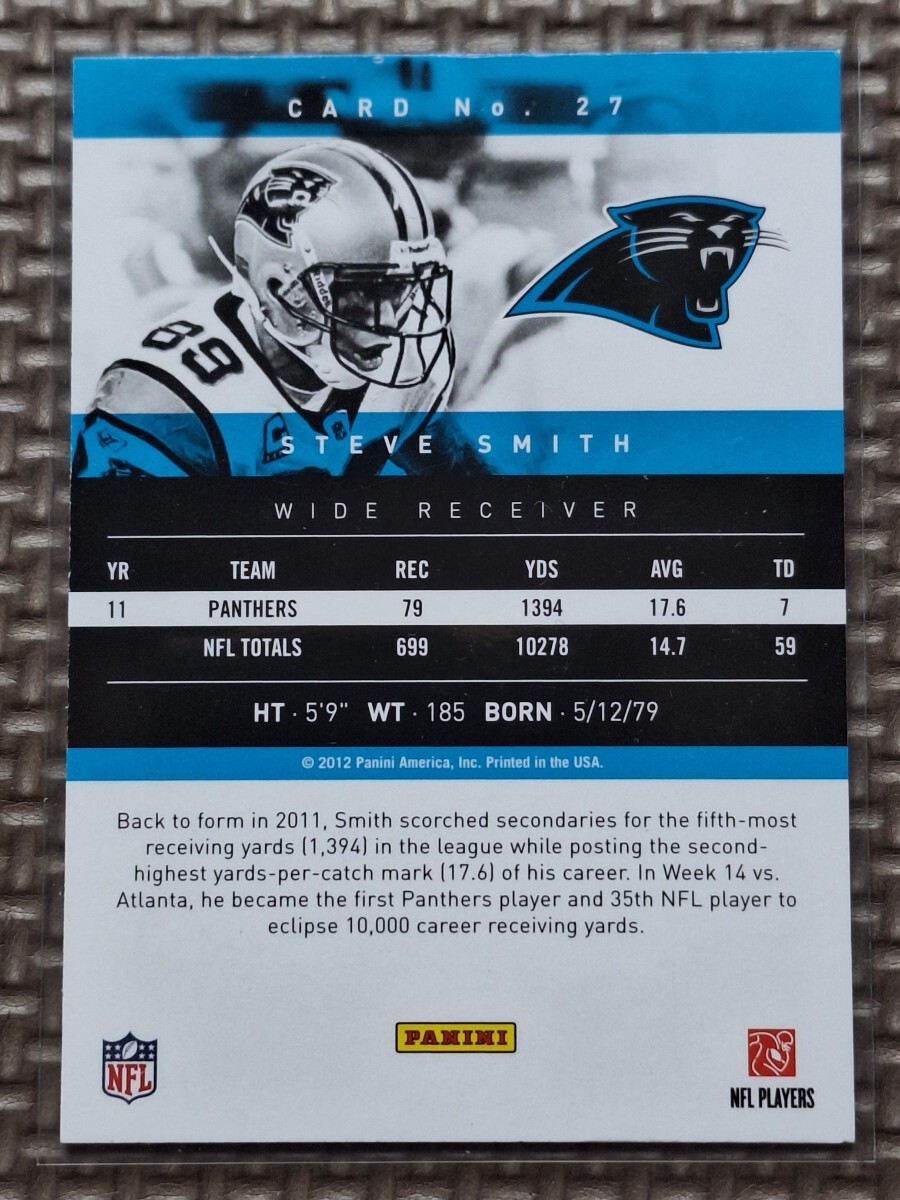 CARD No. 27
Riddell
89
8
C
STEVE SMITH
WIDE RECEIVER
YR TEAM REC YDS AVG TD
11 PANTHERS 79 1394 17.6 7
NFL TOTALS 699 10278 14.7 59
HT · 5'9" WT · 185 BORN · 5/12/79
© 2012 Panini America, Inc. Printed in the USA.
Back to form in 2011, Smith scorched secondaries for the fifth-most
receiving yards (1,394) in the league while posting the second-
highest yards-per-catch mark (17.6) of his career. In Week 14 vs.
Atlanta, he became the first Panthers player and 35th NFL player to
eclipse 10,000 career receiving yards.
NFL
PANINI
NFL PLAYERS